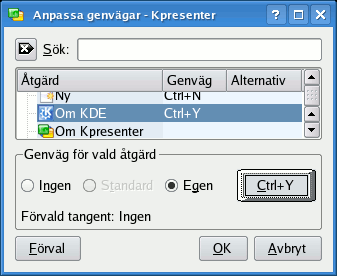 Anpassa genvägar - Kpresenter
Sök:
Åtgärd Genväg Alternativ
Ny Ctrl+N
Om KDE Ctrl+Y
Om Kpresenter
Genväg för vald åtgärd
Ingen Standard Egen Ctrl+Y
Förvald tangent: Ingen
Förval OK Avbryt